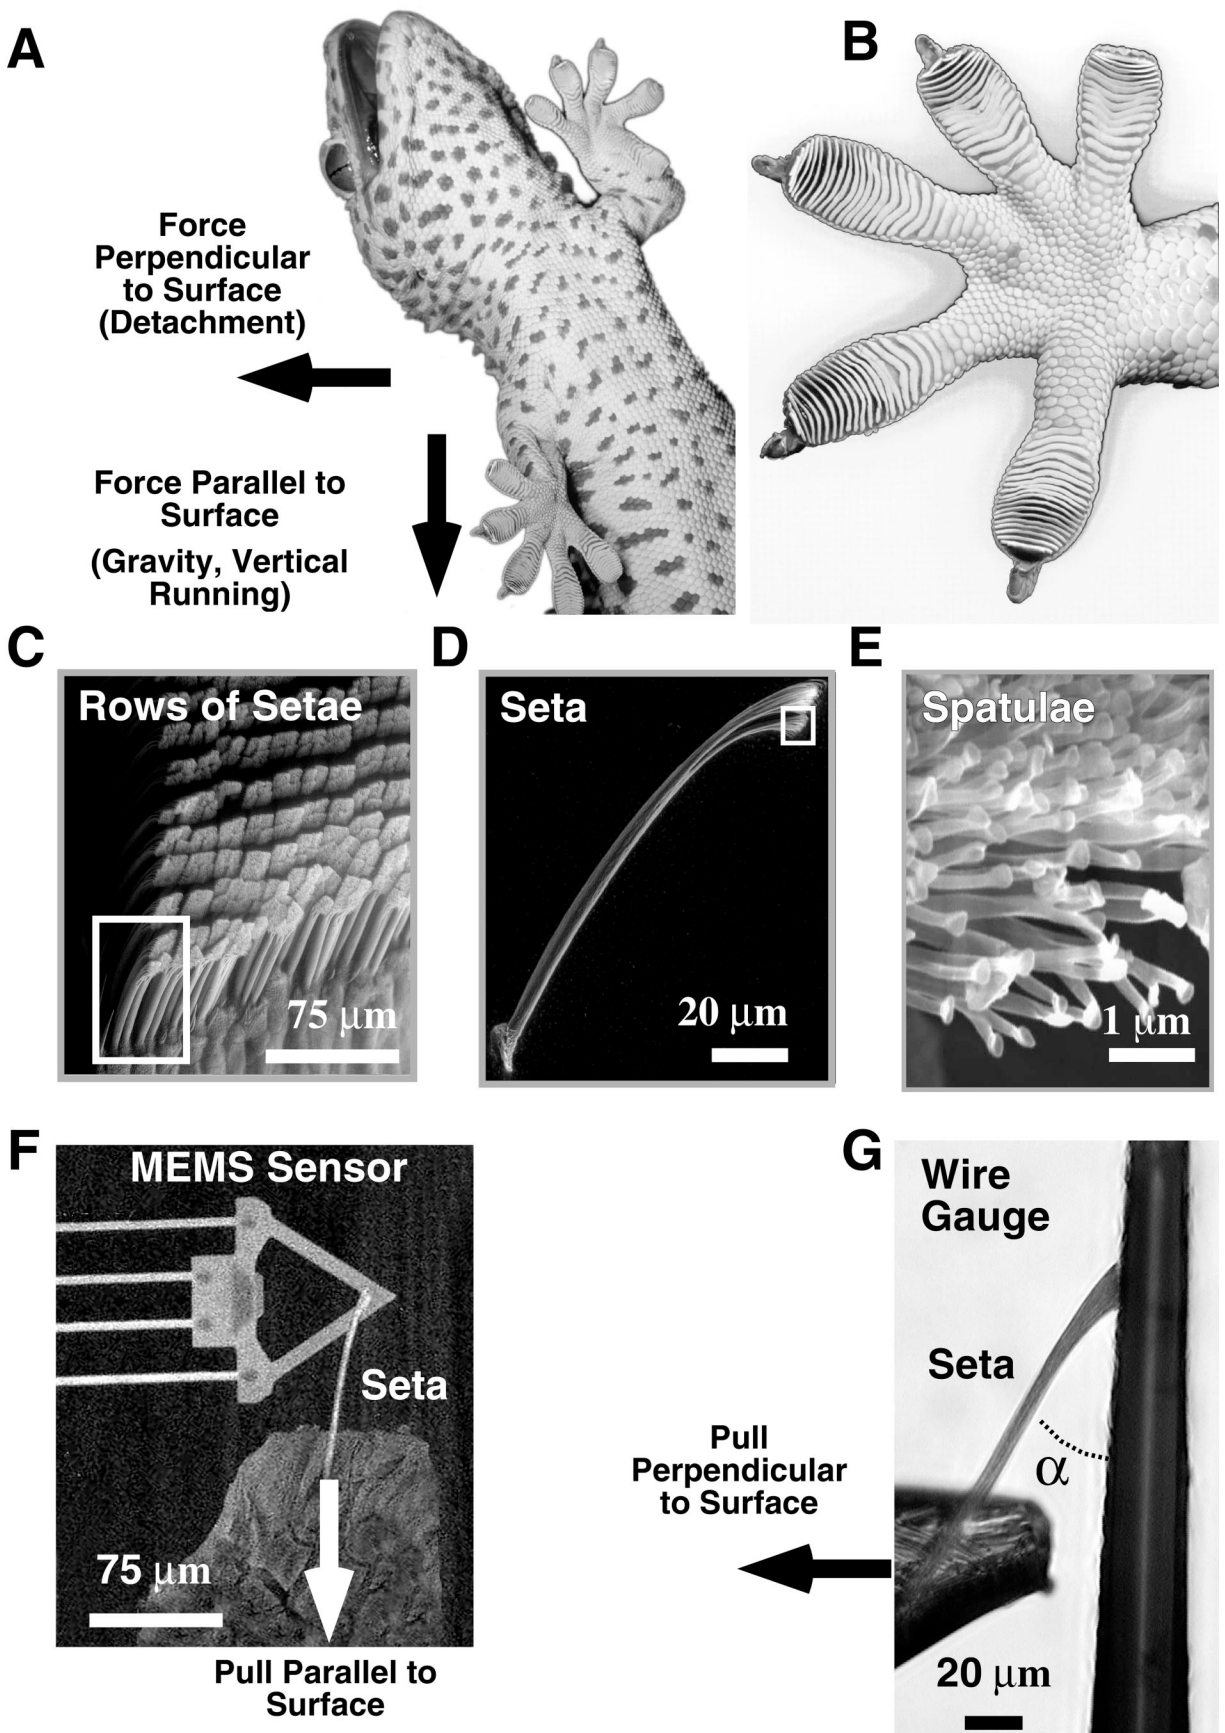 A
B
Force
Perpendicular
to Surface
(Detachment)
Force Parallel to
Surface
(Gravity, Vertical
Running)
C
D
E
Rows of Setae
Seta
Spatulae
75 μm
20 μm
1 μm
F
G
MEMS Sensor
Wire
Gauge
Seta
Seta
α
Pull
Perpendicular
to Surface
75 μm
20 μm
Pull Parallel to
Surface